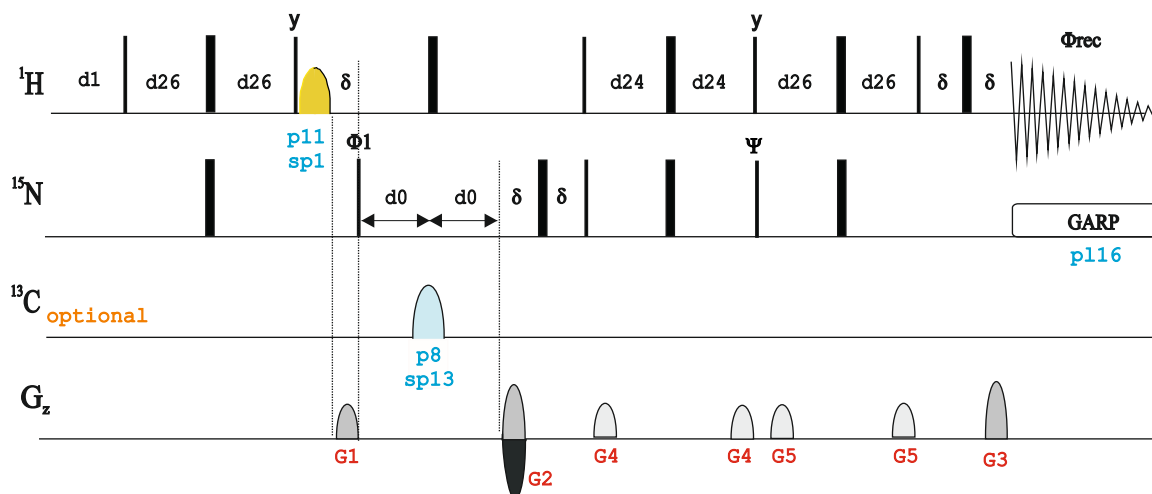 y y
Φrec
¹H d1 d26 d26 δ d24 d24 d26 d26 δ δ
p11 Φ1 Ψ
sp1
¹⁵N d0 d0 δ δ GARP
pl16
¹³C
optional
p8
sp13
Gz
G1 G2 G4 G4 G5 G5 G3